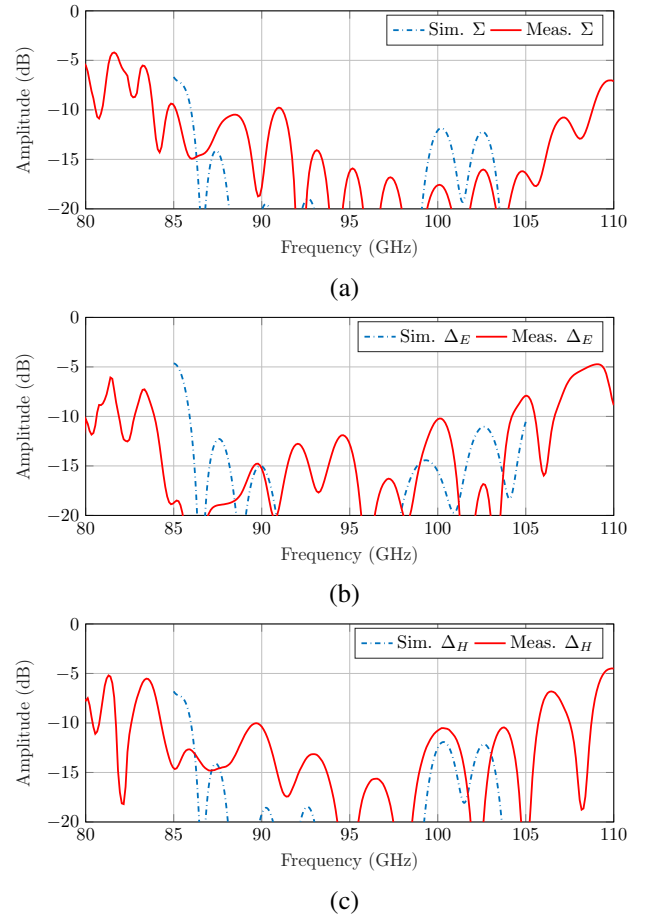 0
−5
−10
−15
−20
Amplitude (dB)
Sim. Σ Meas. Σ
80 85 90 95 100 105 110
Frequency (GHz)
(a)
0
−5
−10
−15
−20
Amplitude (dB)
Sim. Δ_E Meas. Δ_E
80 85 90 95 100 105 110
Frequency (GHz)
(b)
0
−5
−10
−15
−20
Amplitude (dB)
Sim. Δ_H Meas. Δ_H
80 85 90 95 100 105 110
Frequency (GHz)
(c)